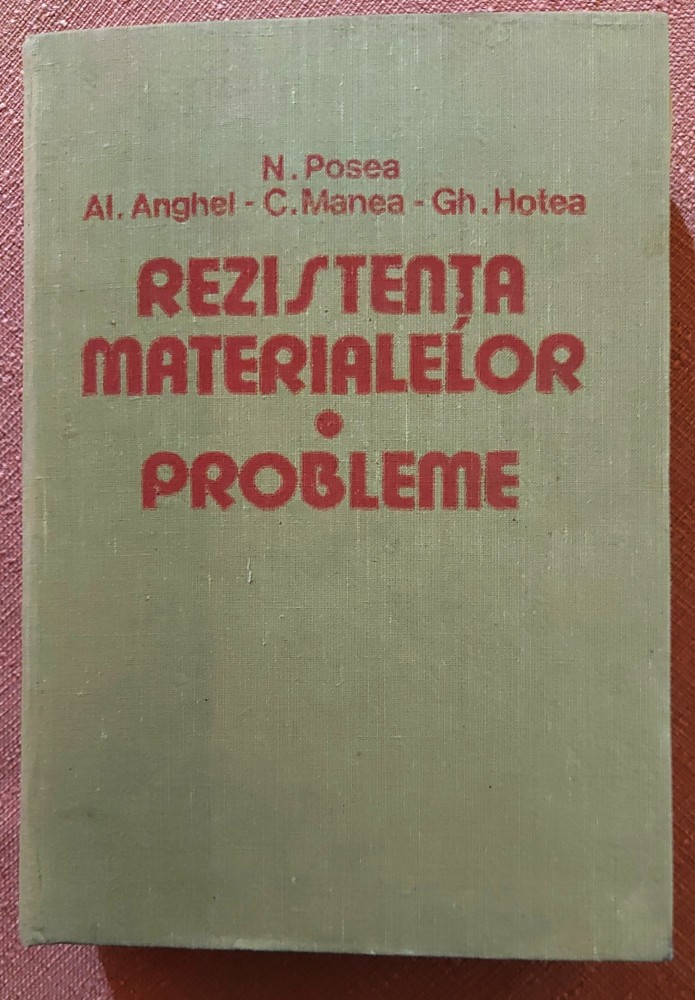 N. Posea
Al. Anghel - C. Manea - Gh. Hotea
REZISTENȚA
MATERIALELOR
•
PROBLEME